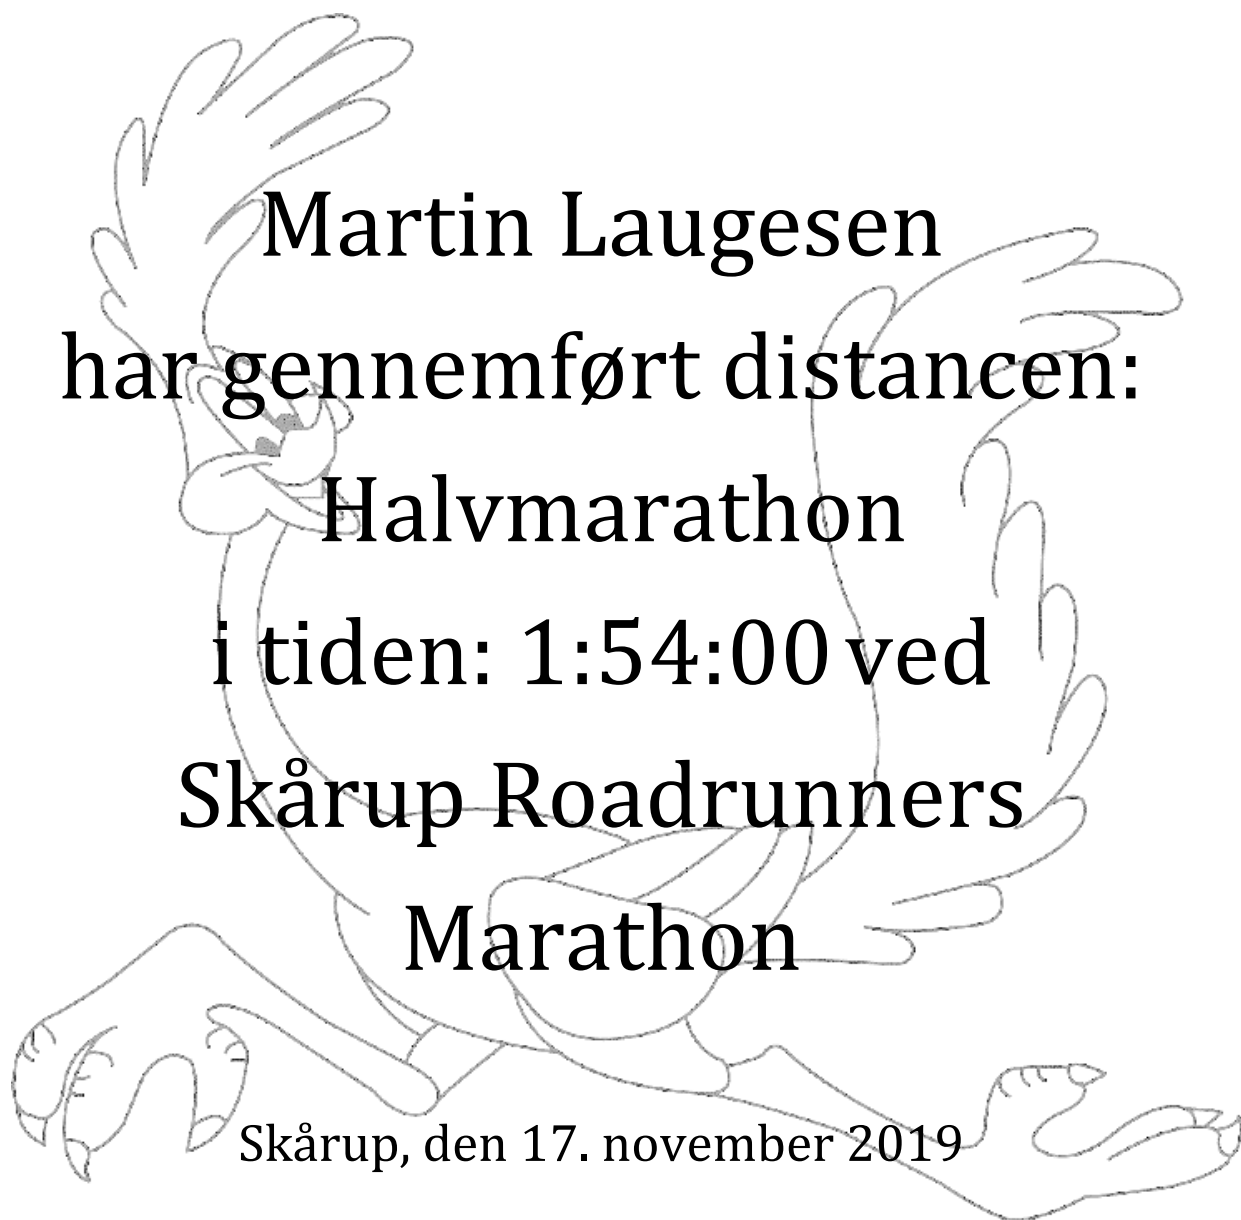 Martin Laugesen
har gennemført distancen:
Halvmarathon
i tiden: 1:54:00 ved
Skårup Roadrunners
Marathon
Skårup, den 17. november 2019